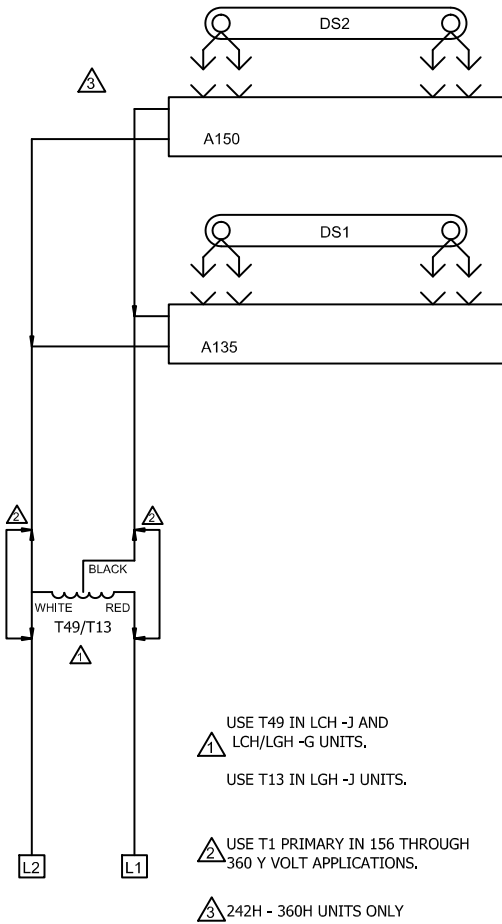 DS2
3
A150
DS1
A135
2
2
BLACK
WHITE
RED
T49/T13
1
USE T49 IN LCH -J AND
1
LCH/LGH -G UNITS.
USE T13 IN LGH -J UNITS.
2 USE T1 PRIMARY IN 156 THROUGH
360 Y VOLT APPLICATIONS.
L2
L1
3 242H - 360H UNITS ONLY